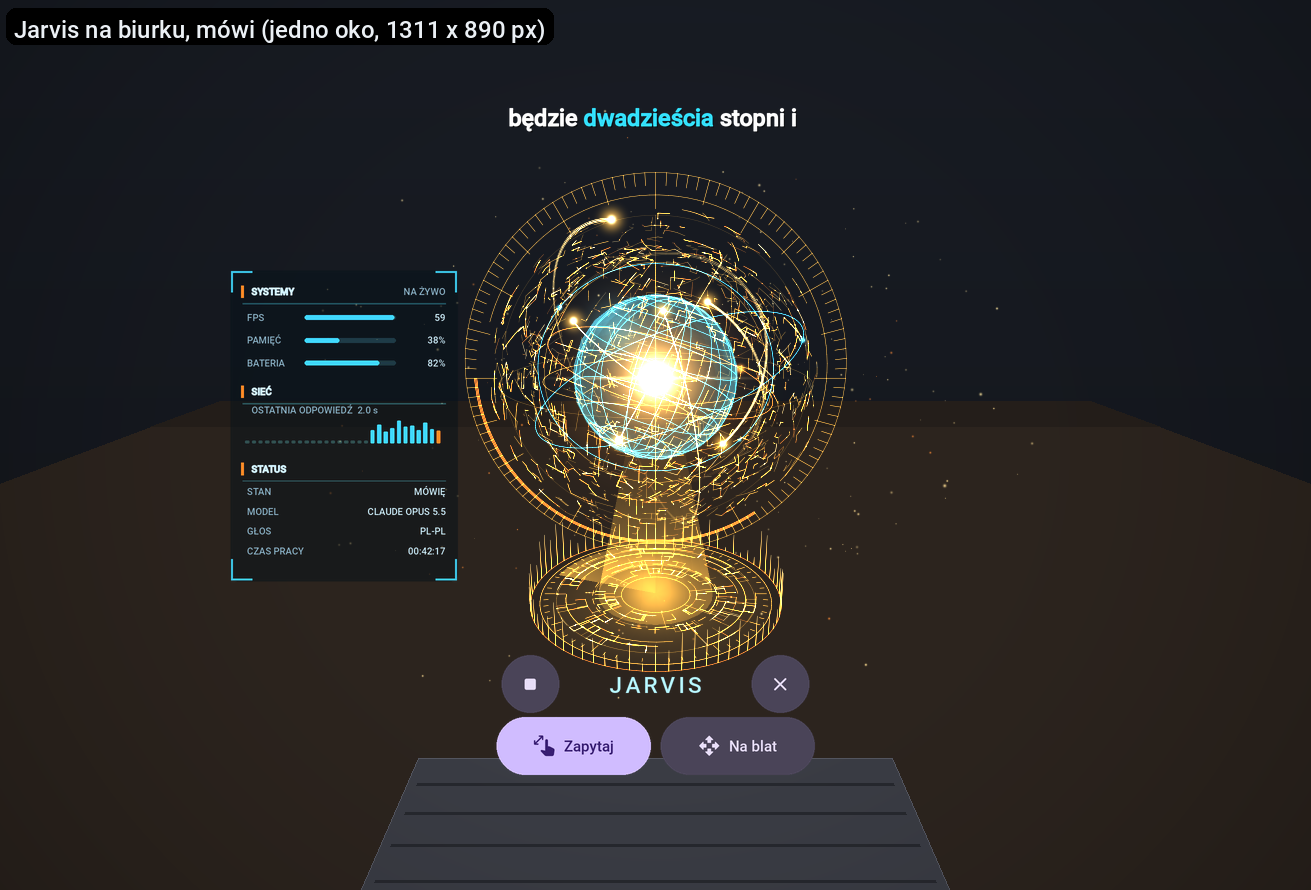 Jarvis na biurku, mówi (jedno oko, 1311 x 890 px)
będzie dwadzieścia stopni i
SYSTEMY NA ŻYWO
FPS 59
PAMIĘĆ 38%
BATERIA 82%
SIEĆ
OSTATNIA ODPOWIEDŹ 2.0 s
STATUS
STAN MÓWIĘ
MODEL CLAUDE OPUS 5.5
GŁOS PL-PL
CZAS PRACY 00:42:17
JARVIS
Zapytaj Na blat